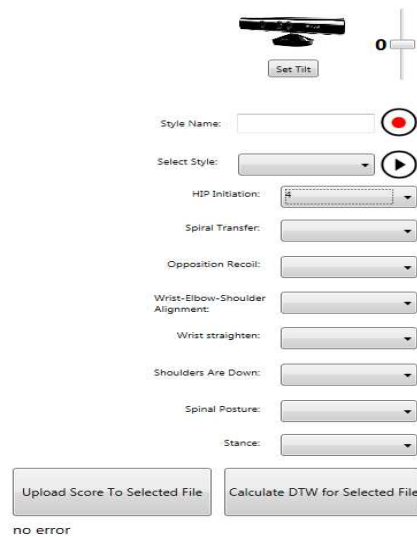 0
Set Tilt
Style Name:
Select Style:
HIP Initiation: 4
Spiral Transfer:
Opposition Recoil:
Wrist-Elbow-Shoulder
Alignment:
Wrist straighten:
Shoulders Are Down:
Spinal Posture:
Stance:
Upload Score To Selected File
Calculate DTW for Selected File
no error